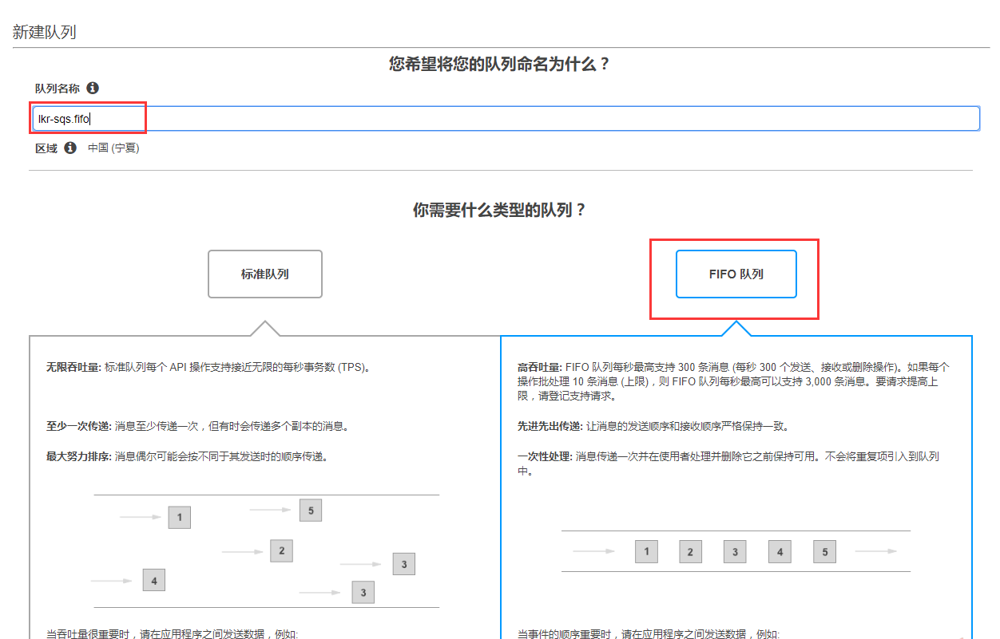 新建队列
您希望将您的队列命名为什么？
队列名称
lkr-sqs.fifo
区域 中国 (宁夏)
你需要什么类型的队列？
标准队列
FIFO 队列
无限吞吐量: 标准队列每个 API 操作支持接近无限的每秒事务数 (TPS)。
至少一次传递: 消息至少传递一次，但有时会传递多个副本的消息。
最大努力排序: 消息偶尔可能会按不同于其发送时的顺序传递。
1
5
2
3
4
3
当吞吐量很重要时，请在应用程序之间发送数据，例如:
高吞吐量: FIFO 队列每秒最高支持 300 条消息 (每秒 300 个发送、接收或删除操作)。如果每个
操作批处理 10 条消息 (上限)，则 FIFO 队列每秒最高可以支持 3,000 条消息。要请求提高上
限，请登记支持请求。
先进先出传递: 让消息的发送顺序和接收顺序严格保持一致。
一次性处理: 消息传递一次并在使用者处理并删除它之前保持可用。不会将重复项引入到队列
中。
1 2 3 4 5
当事件的顺序重要时，请在应用程序之间发送数据，例如: